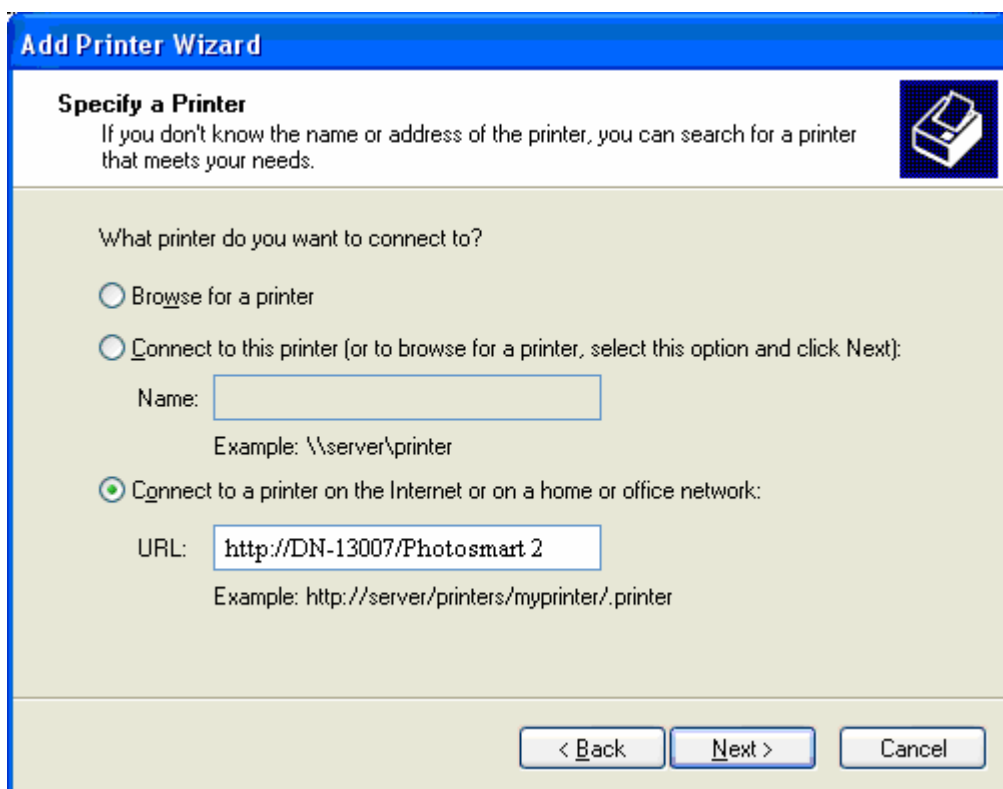 Add Printer Wizard
Specify a Printer
If you don't know the name or address of the printer, you can search for a printer
that meets your needs.
What printer do you want to connect to?
Browse for a printer
Connect to this printer (or to browse for a printer, select this option and click Next):
Name:
Example: \\server\printer
Connect to a printer on the Internet or on a home or office network:
URL: http://DN-13007/Photosmart 2
Example: http://server/printers/myprinter/.printer
< Back Next > Cancel